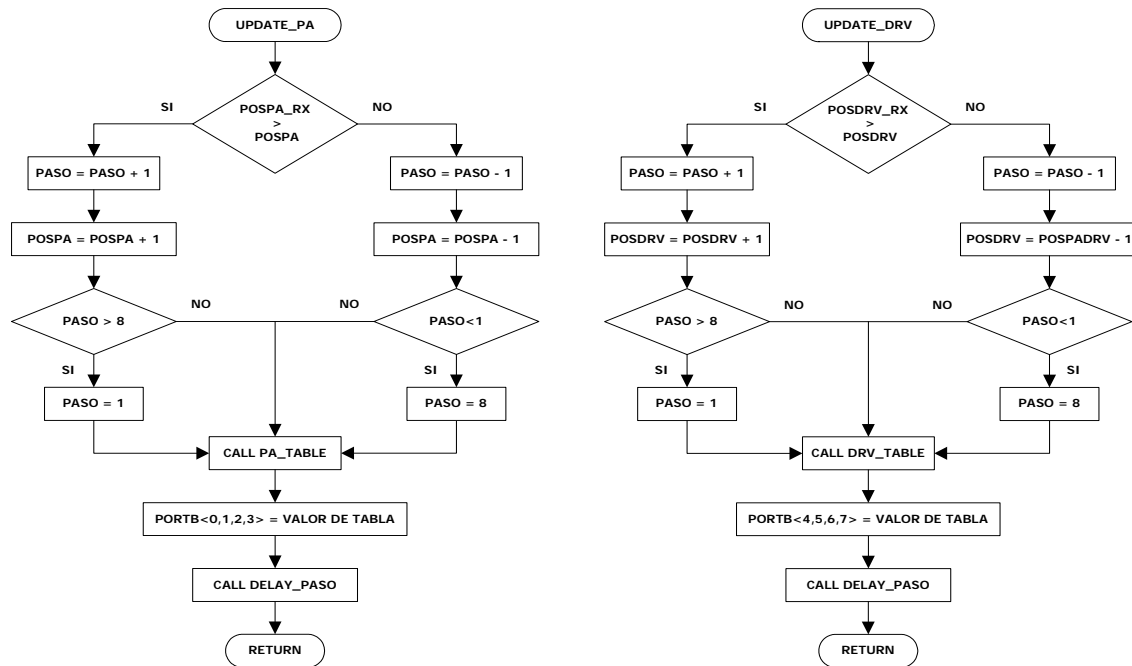 UPDATE_PA
POSPA_RX
>
POSPA
SI
NO
PASO = PASO + 1
PASO = PASO - 1
POSPA = POSPA + 1
POSPA = POSPA - 1
PASO > 8
NO
NO
PASO<1
SI
SI
PASO = 1
PASO = 8
CALL PA_TABLE
PORTB<0,1,2,3> = VALOR DE TABLA
CALL DELAY_PASO
RETURN
UPDATE_DRV
POSDRV_RX
>
POSDRV
SI
NO
PASO = PASO + 1
PASO = PASO - 1
POSDRV = POSDRV + 1
POSDRV = POSPADRV - 1
PASO > 8
NO
NO
PASO<1
SI
SI
PASO = 1
PASO = 8
CALL DRV_TABLE
PORTB<4,5,6,7> = VALOR DE TABLA
CALL DELAY_PASO
RETURN